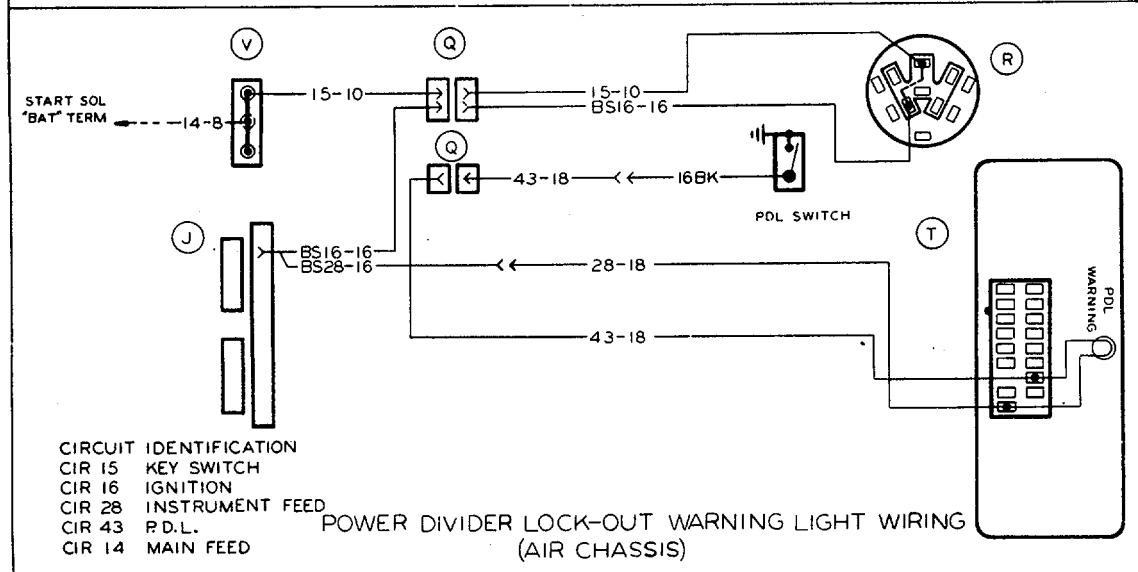 V
Q
R
15-10
START SOL
"BAT" TERM
14-8
15-10
BS16-16
Q
43-18
16BK
PDL SWITCH
J
T
BS16-16
BS28-16
28-18
PDL
WARNING
43-18
CIRCUIT IDENTIFICATION
CIR 15 KEY SWITCH
CIR 16 IGNITION
CIR 28 INSTRUMENT FEED
CIR 43 P.D.L.
CIR 14 MAIN FEED
POWER DIVIDER LOCK-OUT WARNING LIGHT WIRING
(AIR CHASSIS)